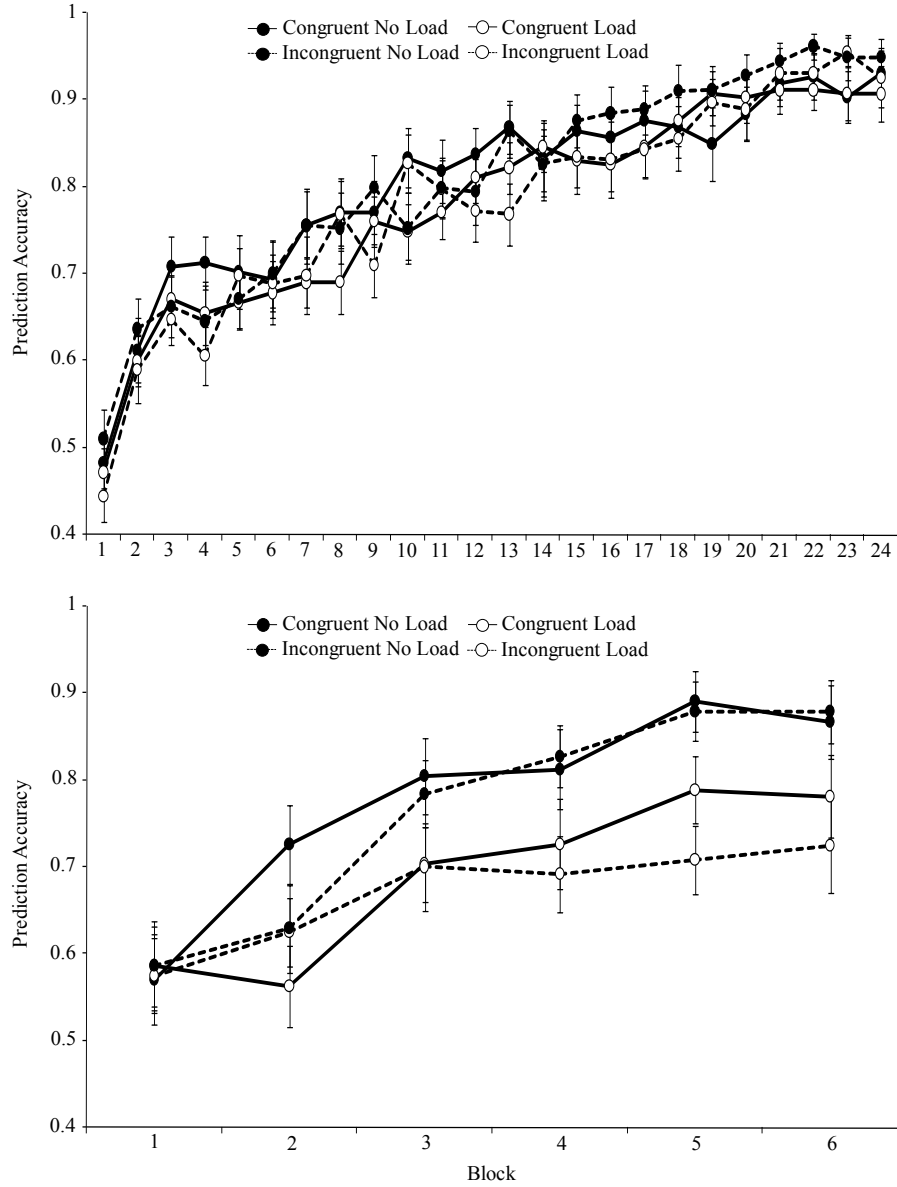 1
Congruent No Load
Congruent Load
Incongruent No Load
Incongruent Load
0.9
0.8
0.7
0.6
0.5
0.4
Prediction Accuracy
1 2 3 4 5 6 7 8 9 10 11 12 13 14 15 16 17 18 19 20 21 22 23 24
1
Congruent No Load
Congruent Load
Incongruent No Load
Incongruent Load
0.9
0.8
0.7
0.6
0.5
0.4
Prediction Accuracy
1 2 3 4 5 6
Block